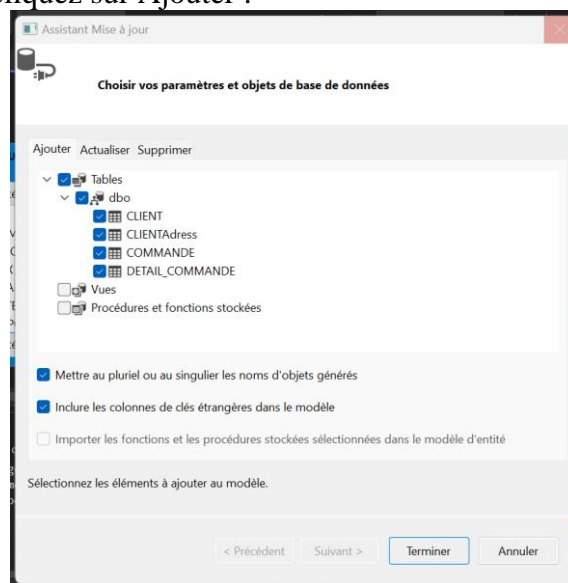 cliquez sur Ajouter :
Assistant Mise à jour
Choisir vos paramètres et objets de base de données
Ajouter Actualiser Supprimer
Tables
dbo
CLIENT
CLIENTAdress
COMMANDE
DETAIL_COMMANDE
Vues
Procédures et fonctions stockées
Mettre au pluriel ou au singulier les noms d'objets générés
Inclure les colonnes de clés étrangères dans le modèle
Importer les fonctions et les procédures stockées sélectionnées dans le modèle d'entité
Sélectionnez les éléments à ajouter au modèle.
< Précédent Suivant > Terminer Annuler